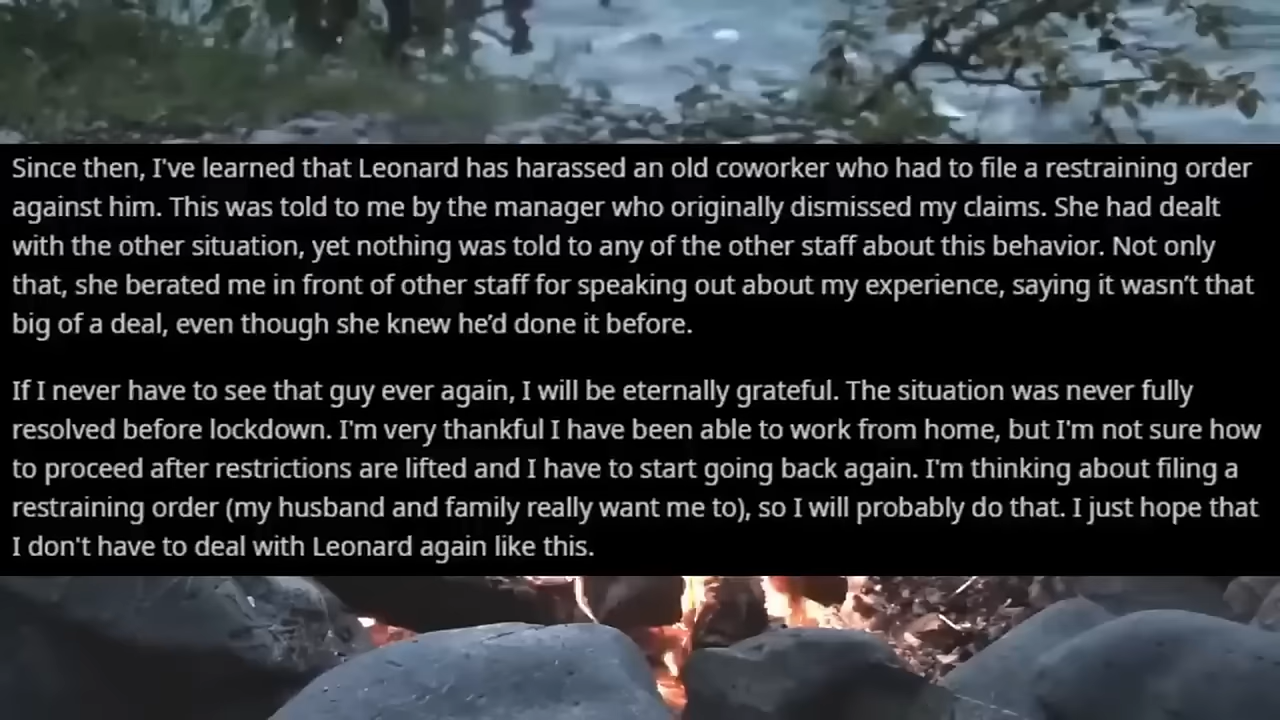 Since then, I've learned that Leonard has harassed an old coworker who had to file a restraining order
against him. This was told to me by the manager who originally dismissed my claims. She had dealt
with the other situation, yet nothing was told to any of the other staff about this behavior. Not only
that, she berated me in front of other staff for speaking out about my experience, saying it wasn’t that
big of a deal, even though she knew he’d done it before.
If I never have to see that guy ever again, I will be eternally grateful. The situation was never fully
resolved before lockdown. I'm very thankful I have been able to work from home, but I'm not sure how
to proceed after restrictions are lifted and I have to start going back again. I'm thinking about filing a
restraining order (my husband and family really want me to), so I will probably do that. I just hope that
I don't have to deal with Leonard again like this.